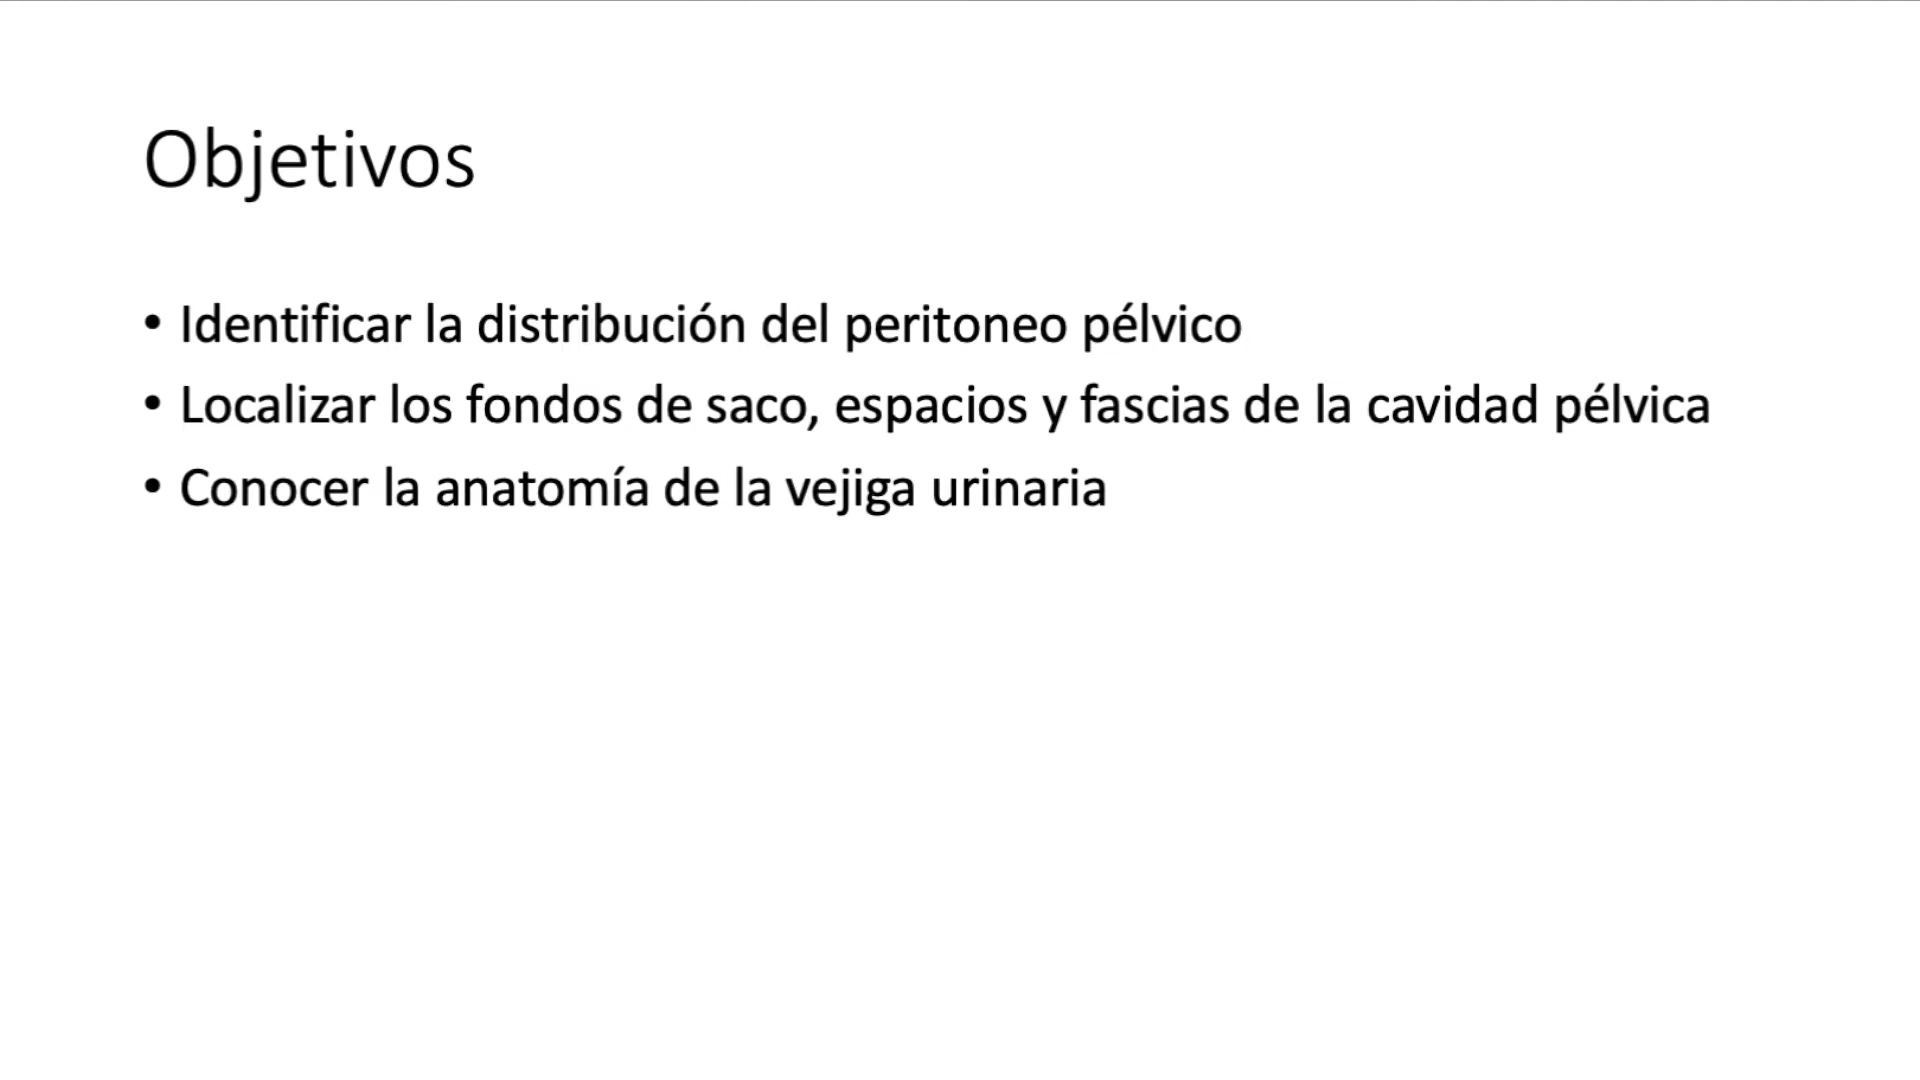 Objetivos
• Identificar la distribución del peritoneo pélvico
• Localizar los fondos de saco, espacios y fascias de la cavidad pélvica
• Conocer la anatomía de la vejiga urinaria